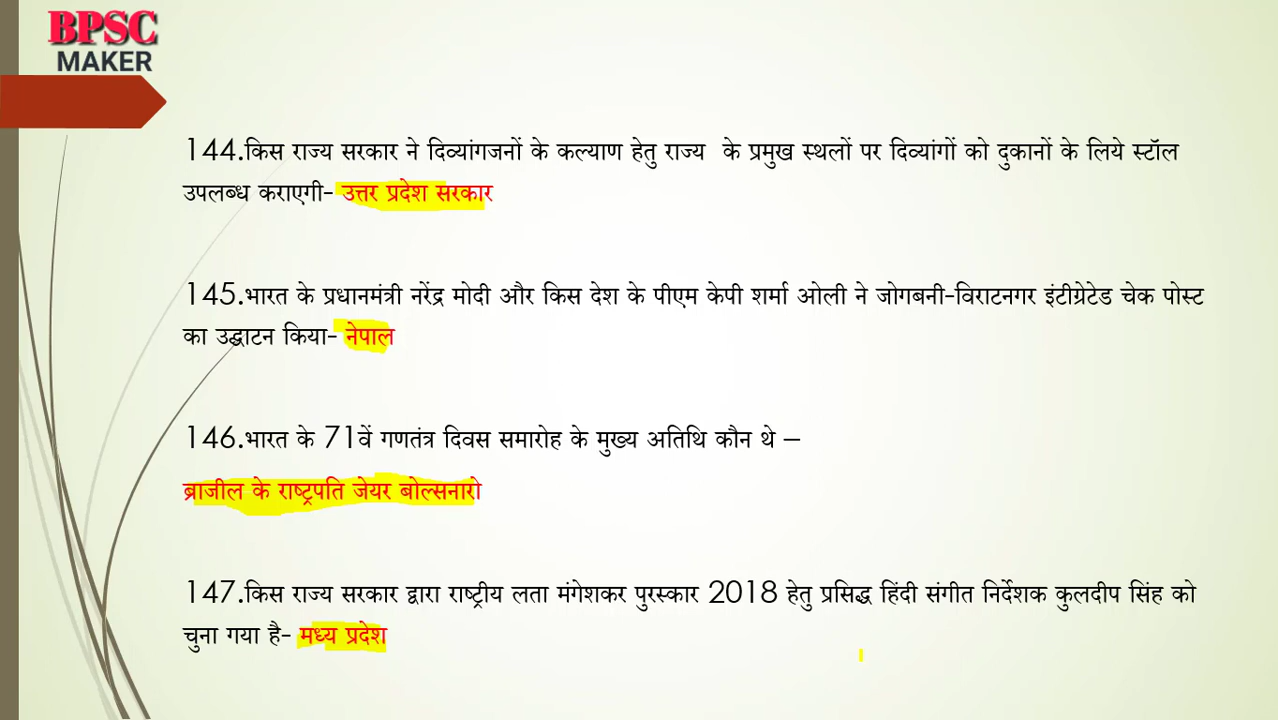 BPSC
MAKER
144.किस राज्य सरकार ने दिव्यांगजनों के कल्याण हेतु राज्य के प्रमुख स्थलों पर दिव्यांगों को दुकानों के लिये स्टॉल
उपलब्ध कराएगी- उत्तर प्रदेश सरकार
145.भारत के प्रधानमंत्री नरेंद्र मोदी और किस देश के पीएम केपी शर्मा ओली ने जोगबनी-विराटनगर इंटीग्रेटेड चेक पोस्ट
का उद्घाटन किया- नेपाल
146.भारत के 71वें गणतंत्र दिवस समारोह के मुख्य अतिथि कौन थे –
ब्राजील के राष्ट्रपति जेयर बोल्सनारो
147.किस राज्य सरकार द्वारा राष्ट्रीय लता मंगेशकर पुरस्कार 2018 हेतु प्रसिद्ध हिंदी संगीत निर्देशक कुलदीप सिंह को
चुना गया है- मध्य प्रदेश